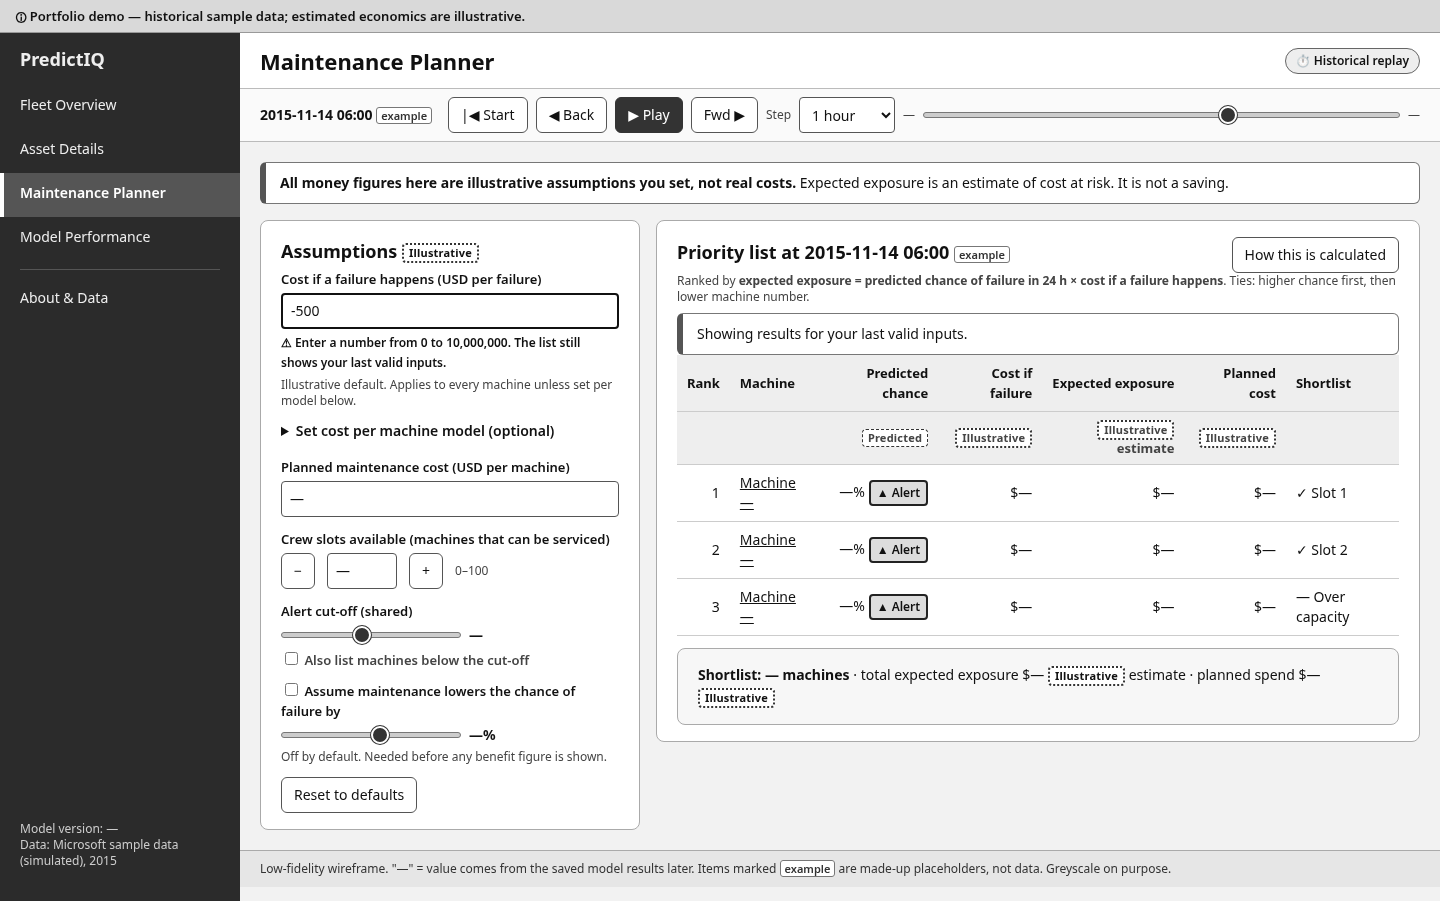 ⓘ Portfolio demo — historical sample data; estimated economics are illustrative.
PredictIQ
Fleet Overview
Asset Details
Maintenance Planner
Model Performance
About & Data
Model version: —
Data: Microsoft sample data
(simulated), 2015
Maintenance Planner
⏱ Historical replay
2015-11-14 06:00 example |◀ Start ◀ Back ▶ Play Fwd ▶ Step 1 hour — —
All money figures here are illustrative assumptions you set, not real costs. Expected exposure is an estimate of cost at risk. It is not a saving.
Assumptions Illustrative
Cost if a failure happens (USD per failure)
-500
⚠ Enter a number from 0 to 10,000,000. The list still
shows your last valid inputs.
Illustrative default. Applies to every machine unless set per
model below.
▶ Set cost per machine model (optional)
Planned maintenance cost (USD per machine)
—
Crew slots available (machines that can be serviced)
− — + 0–100
Alert cut-off (shared)
—
Also list machines below the cut-off
Assume maintenance lowers the chance of
failure by
—%
Off by default. Needed before any benefit figure is shown.
Reset to defaults
Priority list at 2015-11-14 06:00 example
How this is calculated
Ranked by expected exposure = predicted chance of failure in 24 h × cost if a failure happens. Ties: higher chance first, then
lower machine number.
Showing results for your last valid inputs.
Rank Machine Predicted chance Cost if failure Expected exposure Planned cost Shortlist
Predicted Illustrative Illustrative estimate Illustrative
1 Machine — —% ▲ Alert $— $— $— ✓ Slot 1
2 Machine — —% ▲ Alert $— $— $— ✓ Slot 2
3 Machine — —% ▲ Alert $— $— $— — Over capacity
Shortlist: — machines · total expected exposure $— Illustrative estimate · planned spend $—
Illustrative
Low-fidelity wireframe. "—" = value comes from the saved model results later. Items marked example are made-up placeholders, not data. Greyscale on purpose.